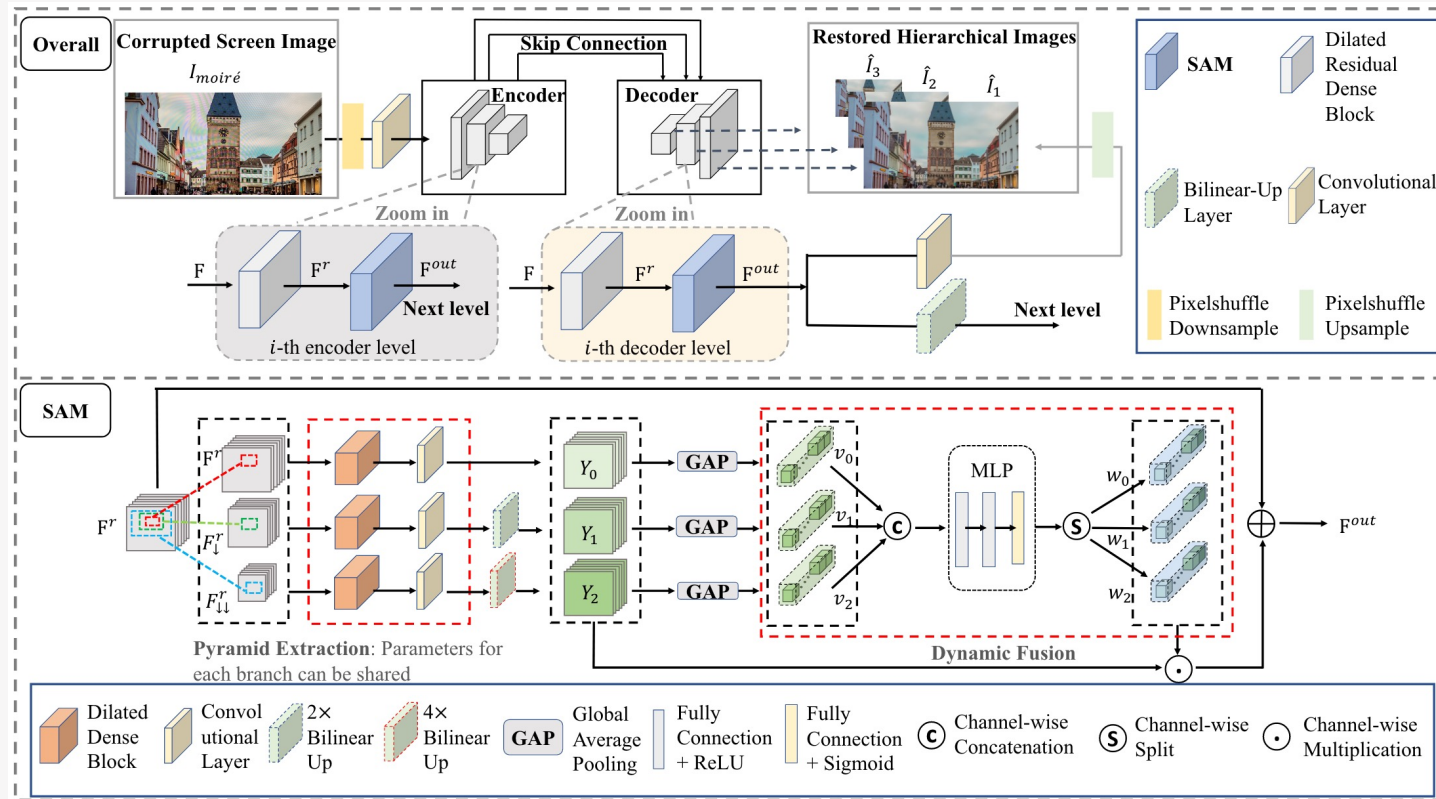 Overall
Corrupted Screen Image
I_moiré
Skip Connection
Encoder
Decoder
Restored Hierarchical Images
Î_3
Î_2
Î_1
SAM
Dilated
Residual
Dense
Block
Bilinear-Up
Layer
Convolutional
Layer
Pixelshuffle
Downsample
Pixelshuffle
Upsample
Zoom in
Zoom in
F
F^r
F^out
Next level
i-th encoder level
F
F^r
F^out
i-th decoder level
Next level
SAM
F^r
F^r
F^r_↓
F^r_↓↓
Y_0
Y_1
Y_2
GAP
GAP
GAP
v_0
v_1
v_2
C
MLP
S
w_0
w_1
w_2
F^out
Pyramid Extraction: Parameters for
each branch can be shared
Dynamic Fusion
Dilated
Dense
Block
Convol
utional
Layer
2×
Bilinear
Up
4×
Bilinear
Up
GAP
Global
Average
Pooling
Fully
Connection
+ ReLU
Fully
Connection
+ Sigmoid
C
Channel-wise
Concatenation
S
Channel-wise
Split
Channel-wise
Multiplication